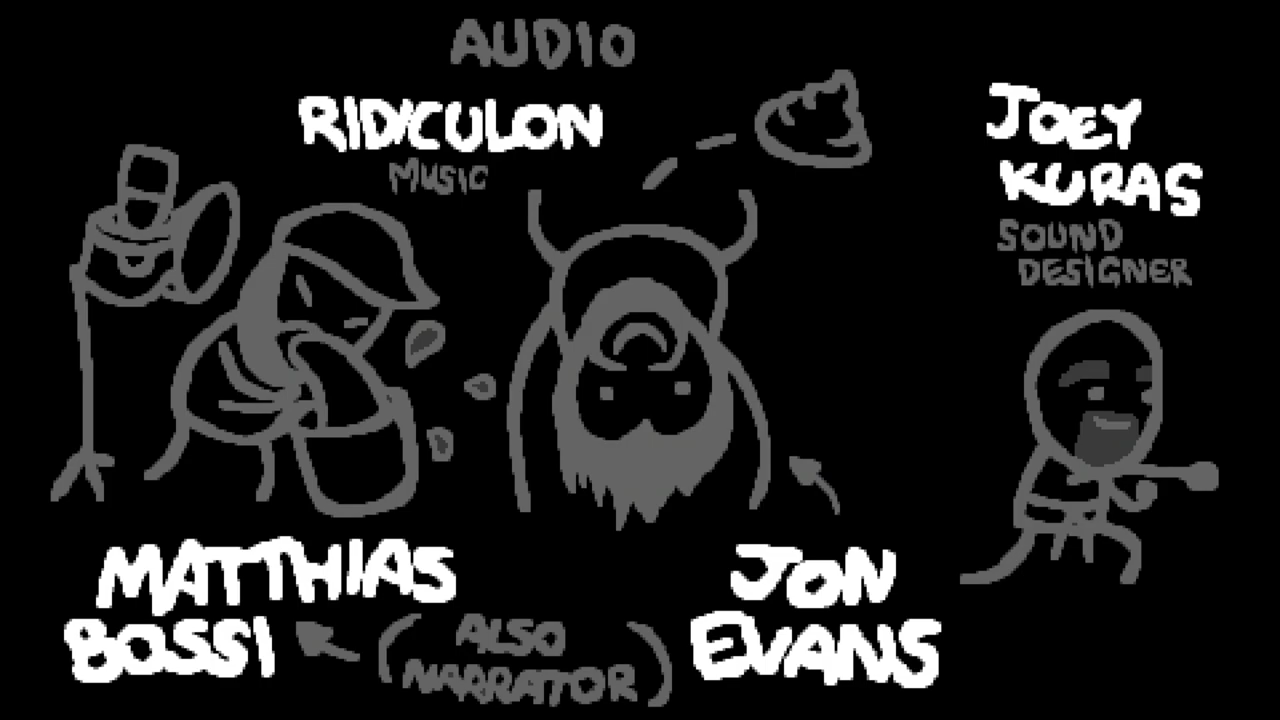 AUDIO
RIDICULON
MUSIC
JOEY
KURAS
SOUND
DESIGNER
MATTHIAS
BOSSI
(ALSO
NARRATOR)
JON
EVANS